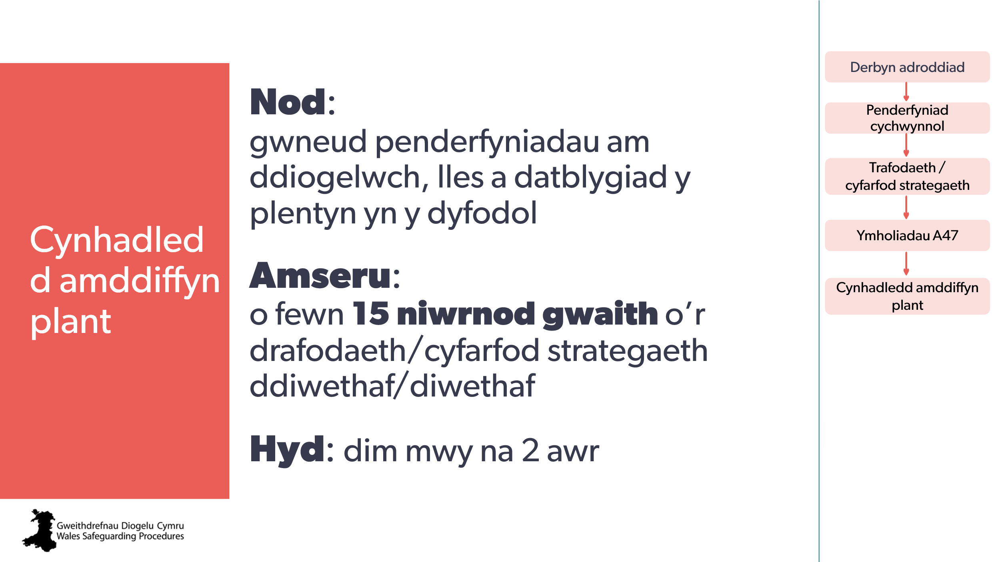 Cynhadled
d amddiffyn
plant
Nod:
gwneud penderfyniadau am
ddiogelwch, lles a datblygiad y
plentyn yn y dyfodol
Amseru:
o fewn 15 niwrnod gwaith o’r
drafodaeth/cyfarfod strategaeth
ddiwethaf/diwethaf
Hyd: dim mwy na 2 awr
Derbyn adroddiad
Penderfyniad
cychwynnol
Trafodaeth /
cyfarfod strategaeth
Ymholiadau A47
Cynhadledd amddiffyn
plant
Gweithdrefnau Diogelu Cymru
Wales Safeguarding Procedures